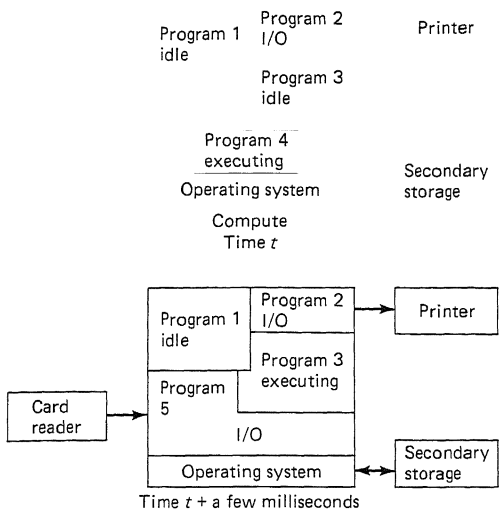 Program 1
idle
Program 2
I/O
Printer
Program 3
idle
Program 4
executing
Operating system
Secondary
storage
Compute
Time t
Program 1
idle
Program 2
I/O
Printer
Program 3
executing
Program
5
Card
reader
I/O
Operating system
Secondary
storage
Time t + a few milliseconds